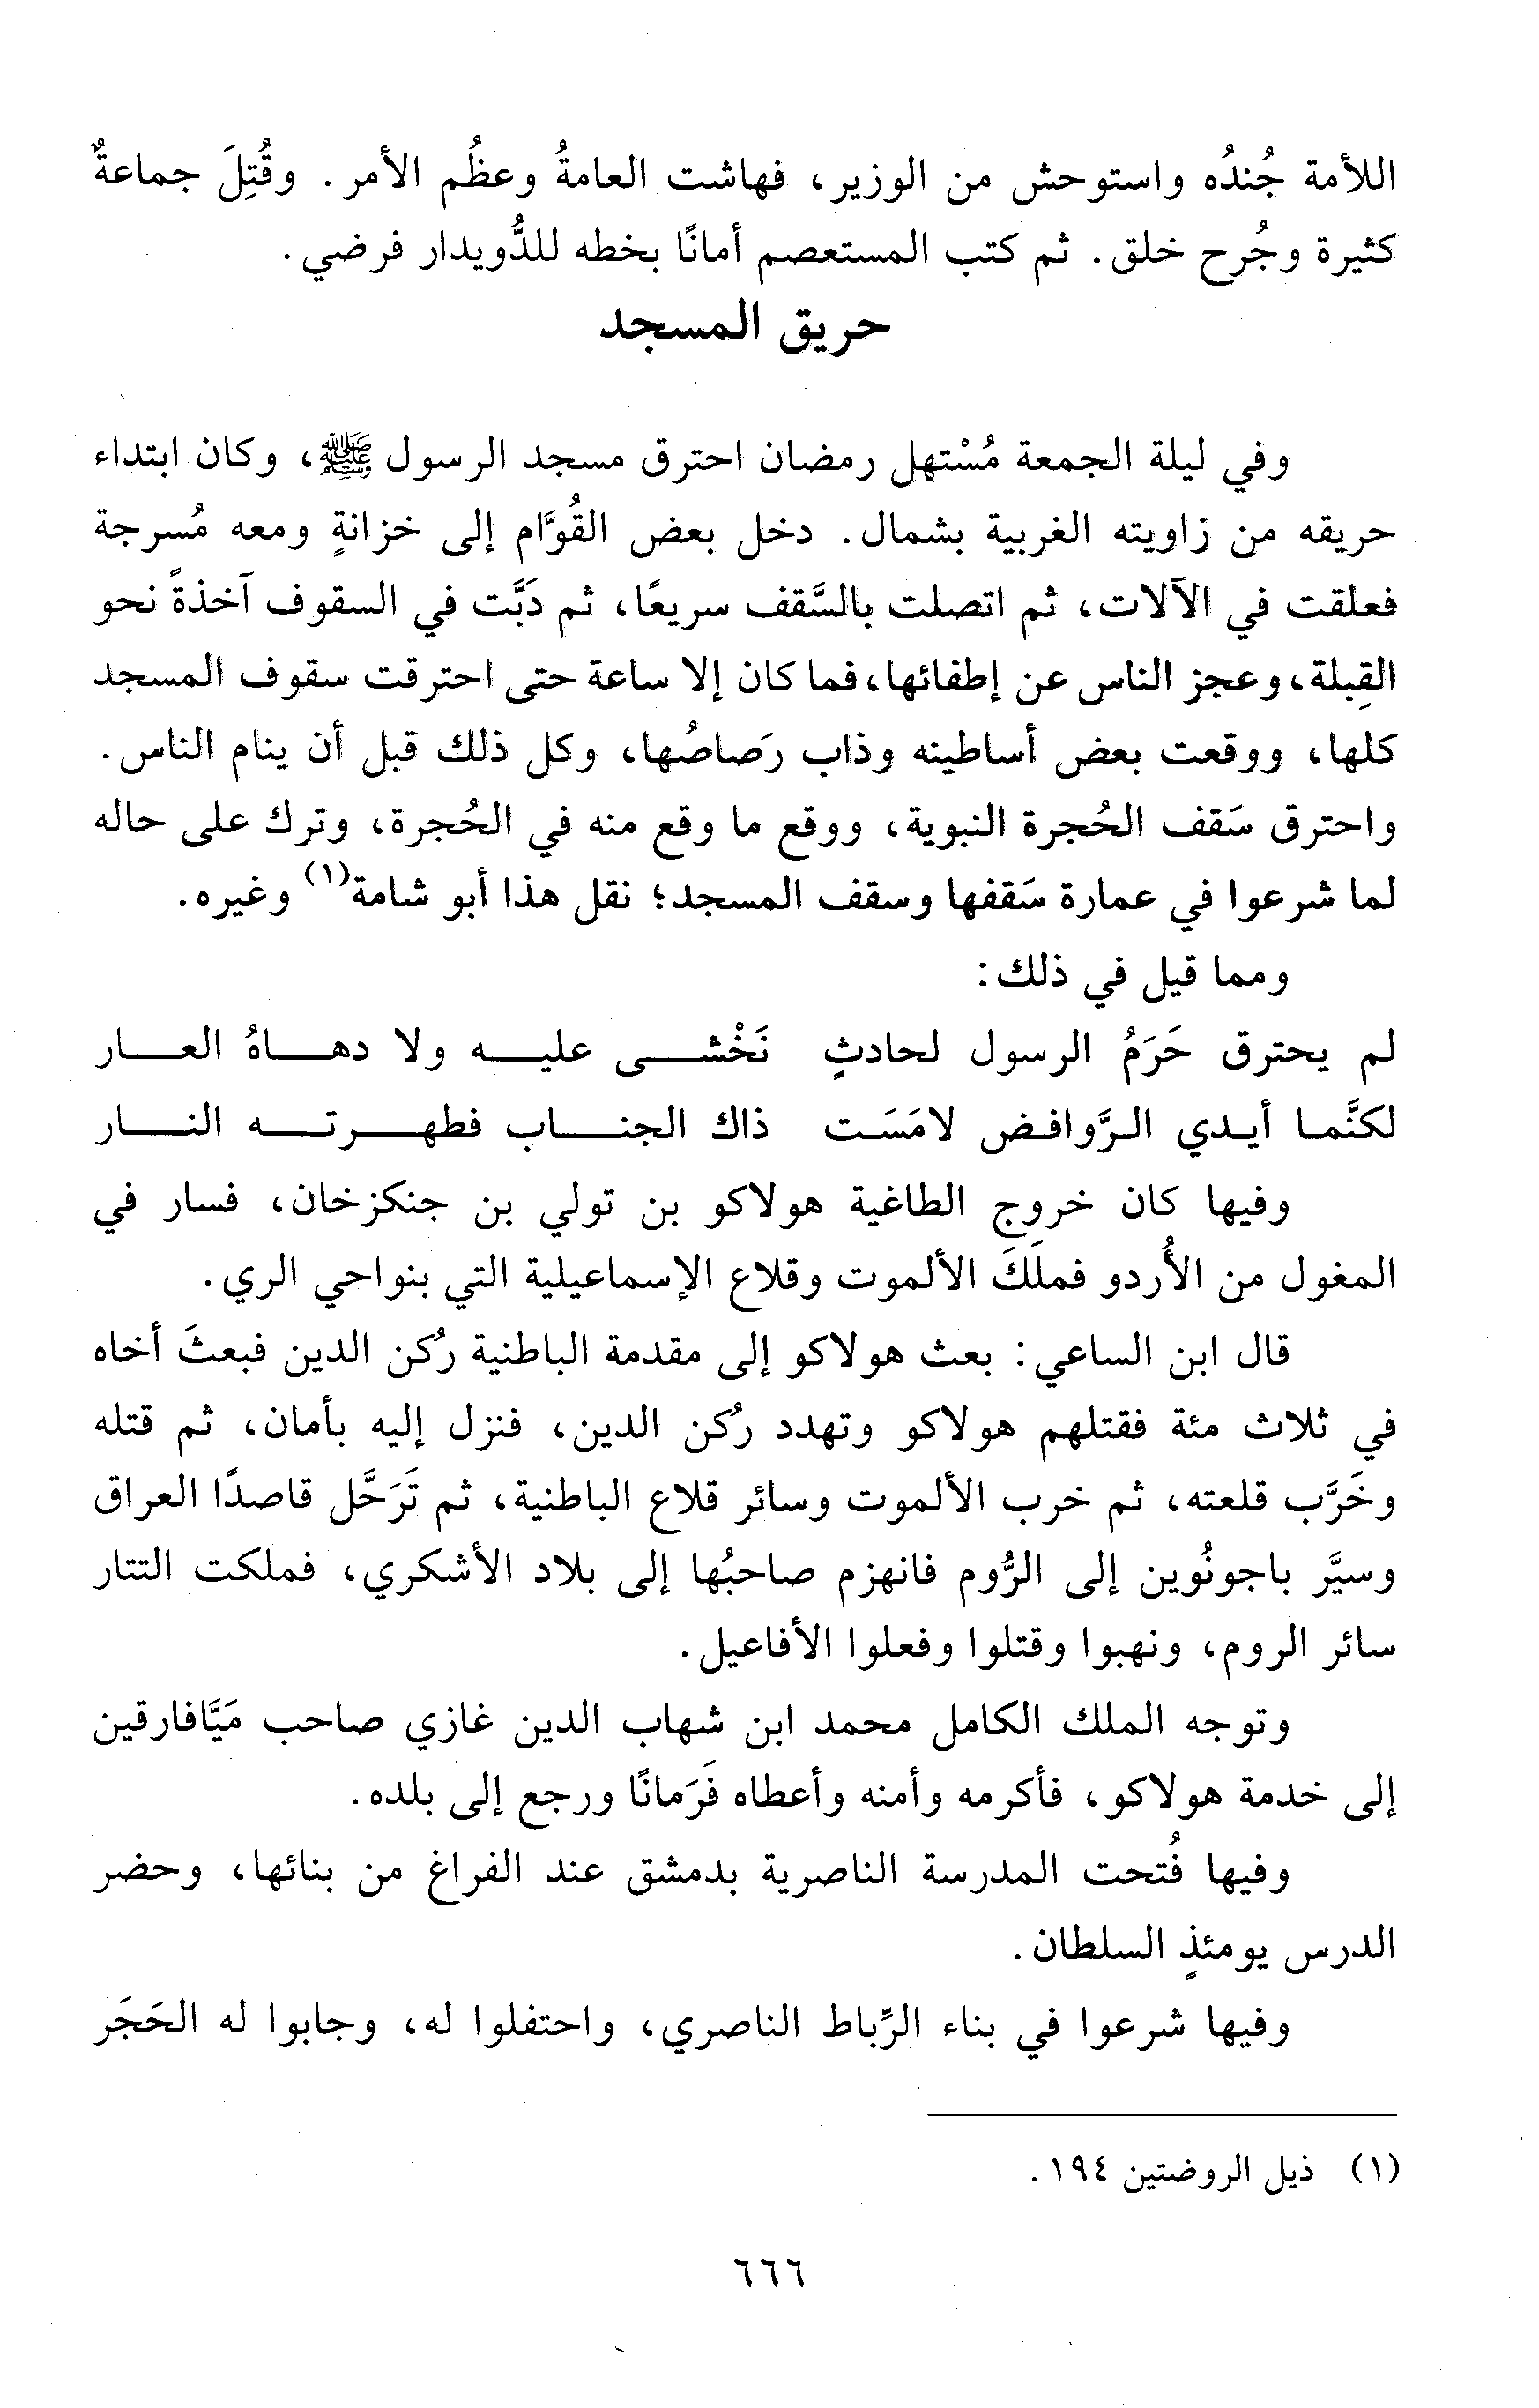 اللأمة جُندُه واستوحش من الوزير، فهاشت العامةُ وعظُم الأمر. وقُتِلَ جماعةٌ
كثيرة وجُرح خلق. ثم كتب المستعصم أمانًا بخطه للدُّويدار فرضي.
حريق المسجد
وفي ليلة الجمعة مُسْتهل رمضان احترق مسجد الرسول ﷺ، وكان ابتداء
حريقه من زاويته الغربية بشمال. دخل بعض القُوَّام إلى خزانةٍ ومعه مُسرجة
فعلقت في الآلات، ثم اتصلت بالسَّقف سريعًا، ثم دَبَّت في السقوف آخذةً نحو
القِبلة، وعجز الناس عن إطفائها، فما كان إلا ساعة حتى احترقت سقوف المسجد
كلها، ووقعت بعض أساطينه وذاب رَصاصُها، وكل ذلك قبل أن ينام الناس.
واحترق سَقف الحُجرة النبوية، ووقع ما وقع منه في الحُجرة، وترك على حاله
لما شرعوا في عمارة سَقفها وسقف المسجد؛ نقل هذا أبو شامة(١) وغيره.
ومما قيل في ذلك:
لم يحترق حَرَمُ الرسول لحادثٍ نَخْشى عليه ولا دهاهُ العار
لكنَّما أيدي الرَّوافض لامَسَت ذاك الجناب فطهرته النار
وفيها كان خروج الطاغية هولاكو بن تولي بن جنكزخان، فسار في
المغول من الأُردو فملَكَ الألموت وقلاع الإسماعيلية التي بنواحي الري.
قال ابن الساعي: بعث هولاكو إلى مقدمة الباطنية رُكن الدين فبعثَ أخاه
في ثلاث مئة فقتلهم هولاكو وتهدد رُكن الدين، فنزل إليه بأمان، ثم قتله
وخَرَّب قلعته، ثم خرب الألموت وسائر قلاع الباطنية، ثم تَرَحَّل قاصدًا العراق
وسيَّر باجونُوين إلى الرُّوم فانهزم صاحبُها إلى بلاد الأشكري، فملكت التتار
سائر الروم، ونهبوا وقتلوا وفعلوا الأفاعيل.
وتوجه الملك الكامل محمد ابن شهاب الدين غازي صاحب مَيَّافارقين
إلى خدمة هولاكو، فأكرمه وأمنه وأعطاه فَرَمانًا ورجع إلى بلده.
وفيها فُتحت المدرسة الناصرية بدمشق عند الفراغ من بنائها، وحضر
الدرس يومئذٍ السلطان.
وفيها شرعوا في بناء الرِّباط الناصري، واحتفلوا له، وجابوا له الحَجَر
(١) ذيل الروضتين ١٩٤.
٦٦٦